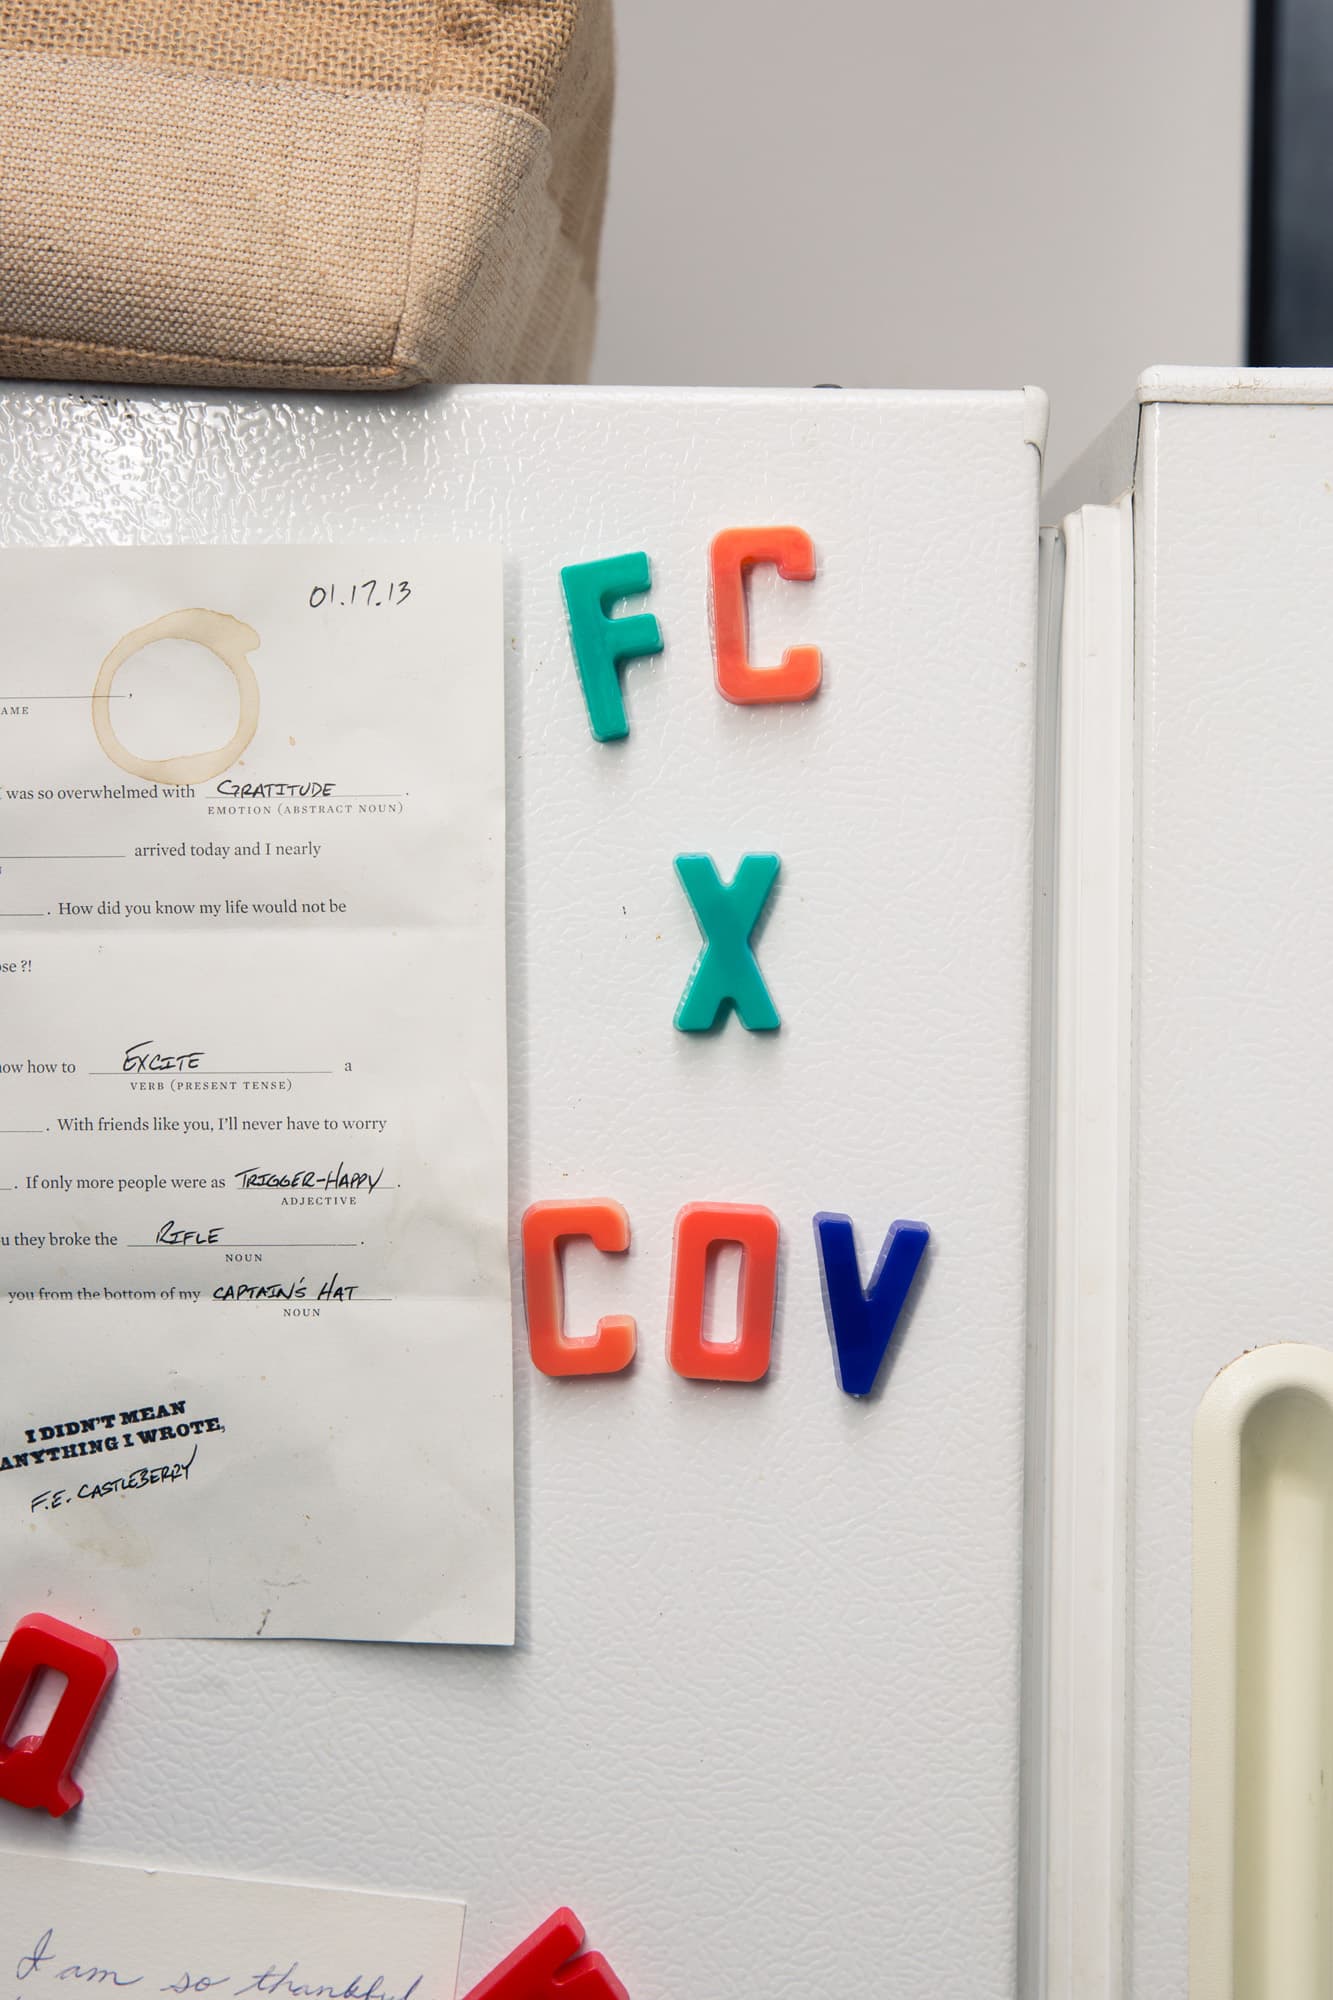 01.17.13
,
AME
was so overwhelmed with GRATITUDE .
EMOTION (ABSTRACT NOUN)
arrived today and I nearly
. How did you know my life would not be
se ?!
ow how to EXCITE a
VERB (PRESENT TENSE)
. With friends like you, I'll never have to worry
. If only more people were as TRIGGER-HAPPY .
ADJECTIVE
u they broke the RIFLE .
NOUN
you from the bottom of my CAPTAIN'S HAT .
NOUN
I DIDN'T MEAN
ANYTHING I WROTE,
F.E. CASTLEBERRY
F C
X
C O V
Q
I am so thankful